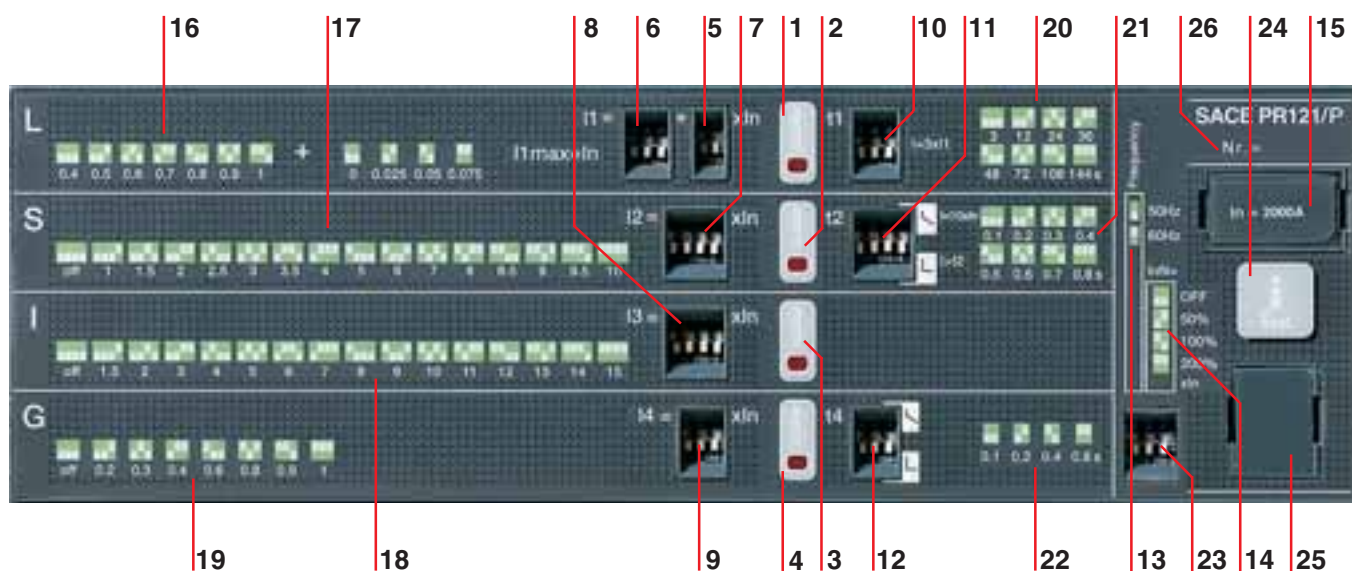 16 17 8 6 5 7 1 2 10 11 20 21 26 24 15
L
I1 =
+
xIn
t1
3 12 24 36
SACE PR121/P
Nr. =
0.4 0.5 0.6 0.7 0.8 0.9 1
+
0 0.025 0.05 0.075
I1max=In
t=3xI1
48 72 108 144 s
Frequency
S
I2 =
xIn
t2
0.1 0.2 0.3 0.4
50Hz
60Hz
In = 2000A
off 1 1.5 2 2.5 3 3.5 4 5 6 7 8 8.5 9 9.5 10
0.5 0.6 0.7 0.8 s
InN=
OFF
50%
100%
200%
xIn
Test
I
I3 =
xIn
off 1.5 2 3 4 5 6 7 8 9 10 11 12 13 14 15
G
I4 =
xIn
t4
off 0.2 0.3 0.4 0.6 0.8 0.9 1
0.1 0.2 0.4 0.8 s
19 18 9 4 3 12 22 13 23 14 25